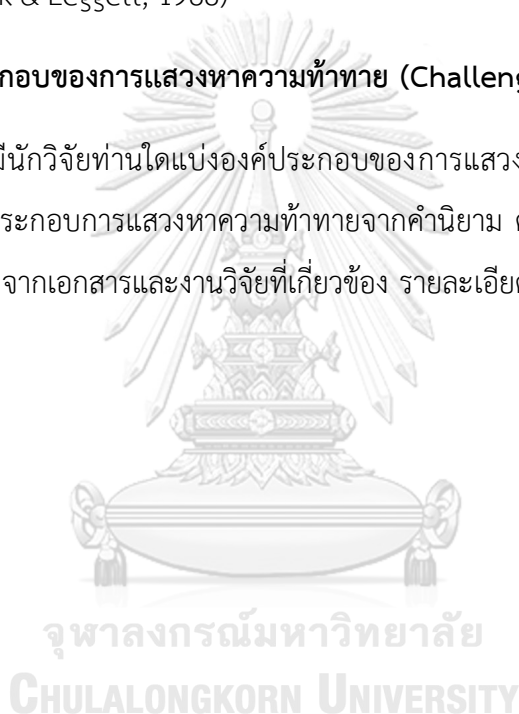 & Leggett, 1988)
กอบของการแสวงหาความท้าทาย (Challeng
มีนักวิจัยท่านใดแบ่งองค์ประกอบของการแสว
ประกอบการแสวงหาความท้าทายจากคำนิยาม
จากเอกสารและงานวิจัยที่เกี่ยวข้อง รายละเอีย
จุฬาลงกรณ์มหาวิทยาลัย
CHULALONGKORN UNIVERSITY